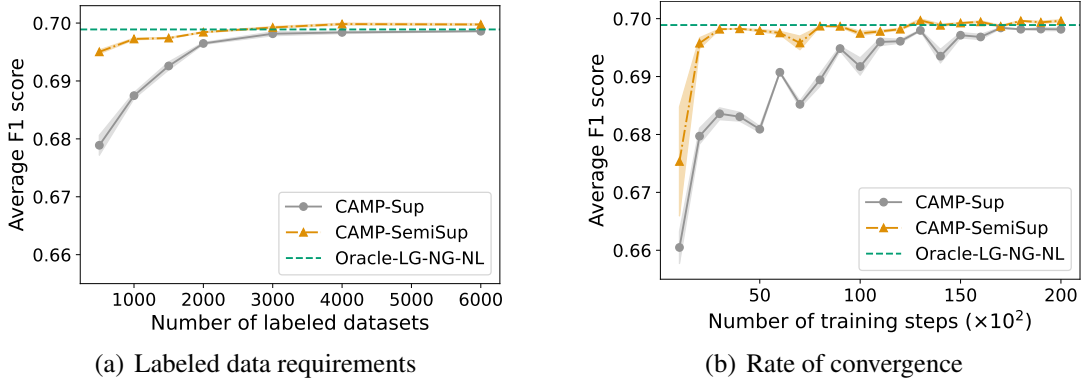 0.70
0.69
0.68
0.67
0.66
Average F1 score
CAMP-Sup
CAMP-SemiSup
Oracle-LG-NG-NL
1000 2000 3000 4000 5000 6000
Number of labeled datasets
(a) Labeled data requirements
0.70
0.69
0.68
0.67
0.66
Average F1 score
CAMP-Sup
CAMP-SemiSup
Oracle-LG-NG-NL
50 100 150 200
Number of training steps (×10²)
(b) Rate of convergence